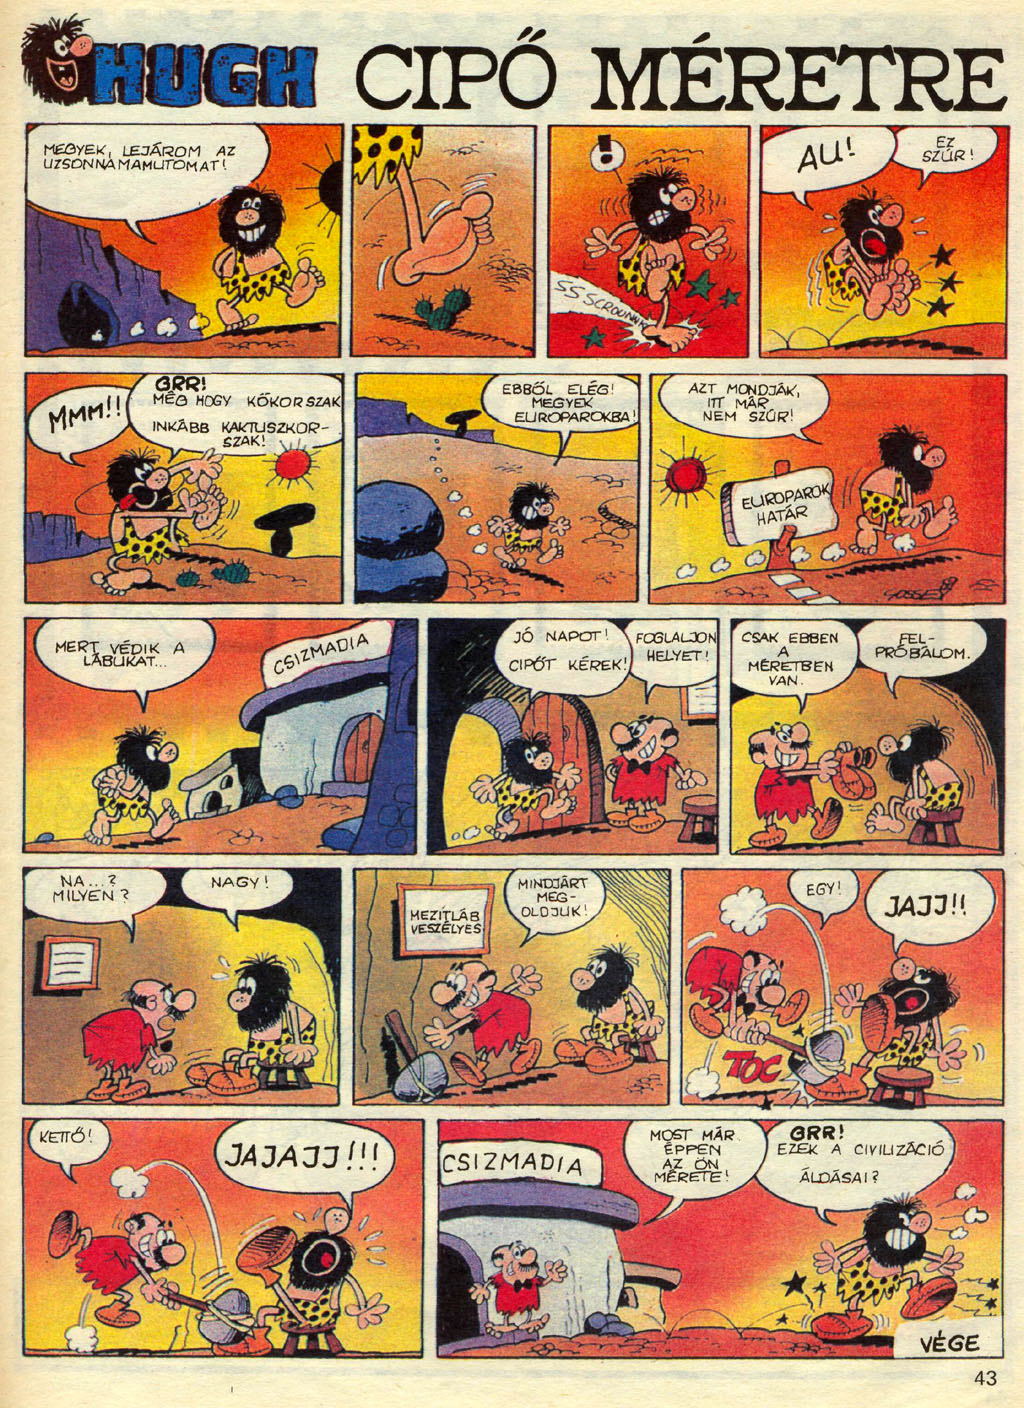 HUGH CIPŐ MÉRETRE
MEGYEK, LEJÁROM AZ
UZSONNAMAMUTOMAT!
!
SSSCROUNIK
AU!
EZ
SZÚR!
MMM!!
GRR!
MÉG HOGY KŐKORSZAK
INKÁBB KAKTUSZKOR-
SZAK!
EBBŐL ELÉG!
MEGYEK
EUROPAROKBA!
AZT MONDJÁK,
ITT MÁR
NEM SZÚR!
EUROPAROK
HATÁR
GOSSE
MERT VÉDIK A
LÁBUKAT...
CSIZMADIA
JÓ NAPOT!
CIPŐT KÉREK!
FOGLALJON
HELYET!
CSAK EBBEN
A
MÉRETBEN
VAN.
FEL-
PRÓBÁLOM.
NA...?
MILYEN?
NAGY!
MEZÍTLÁB
VESZÉLYES
MINDJÁRT
MEG-
OLDJUK!
EGY!
JAJJ!!
TOC
KETTŐ!
JAJAJJ!!!
CSIZMADIA
MOST MÁR
ÉPPEN
AZ ÖN
MÉRETE!
GRR!
EZEK A CIVILIZÁCIÓ
ÁLDÁSAI?
VÉGE
43